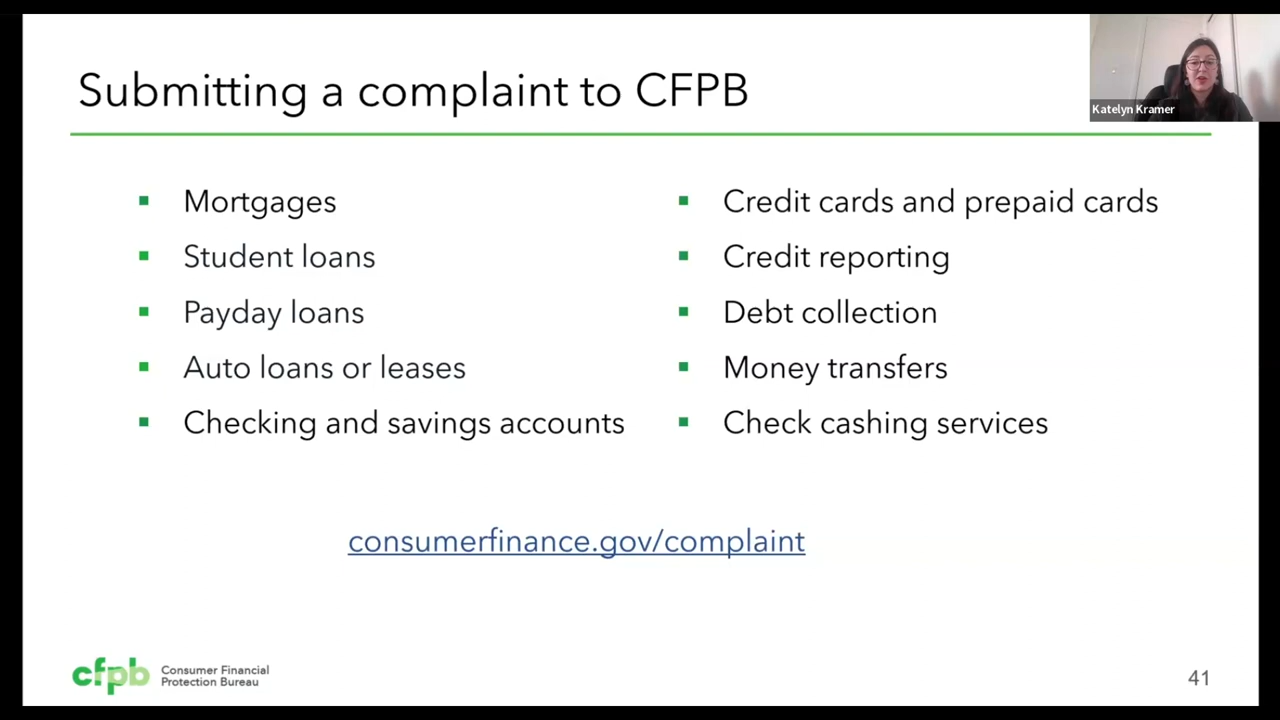 Submitting a complaint to CFPB
Katelyn Kramer
Mortgages
Student loans
Payday loans
Auto loans or leases
Checking and savings accounts
Credit cards and prepaid cards
Credit reporting
Debt collection
Money transfers
Check cashing services
consumerfinance.gov/complaint
cfpb
Consumer Financial
Protection Bureau
41